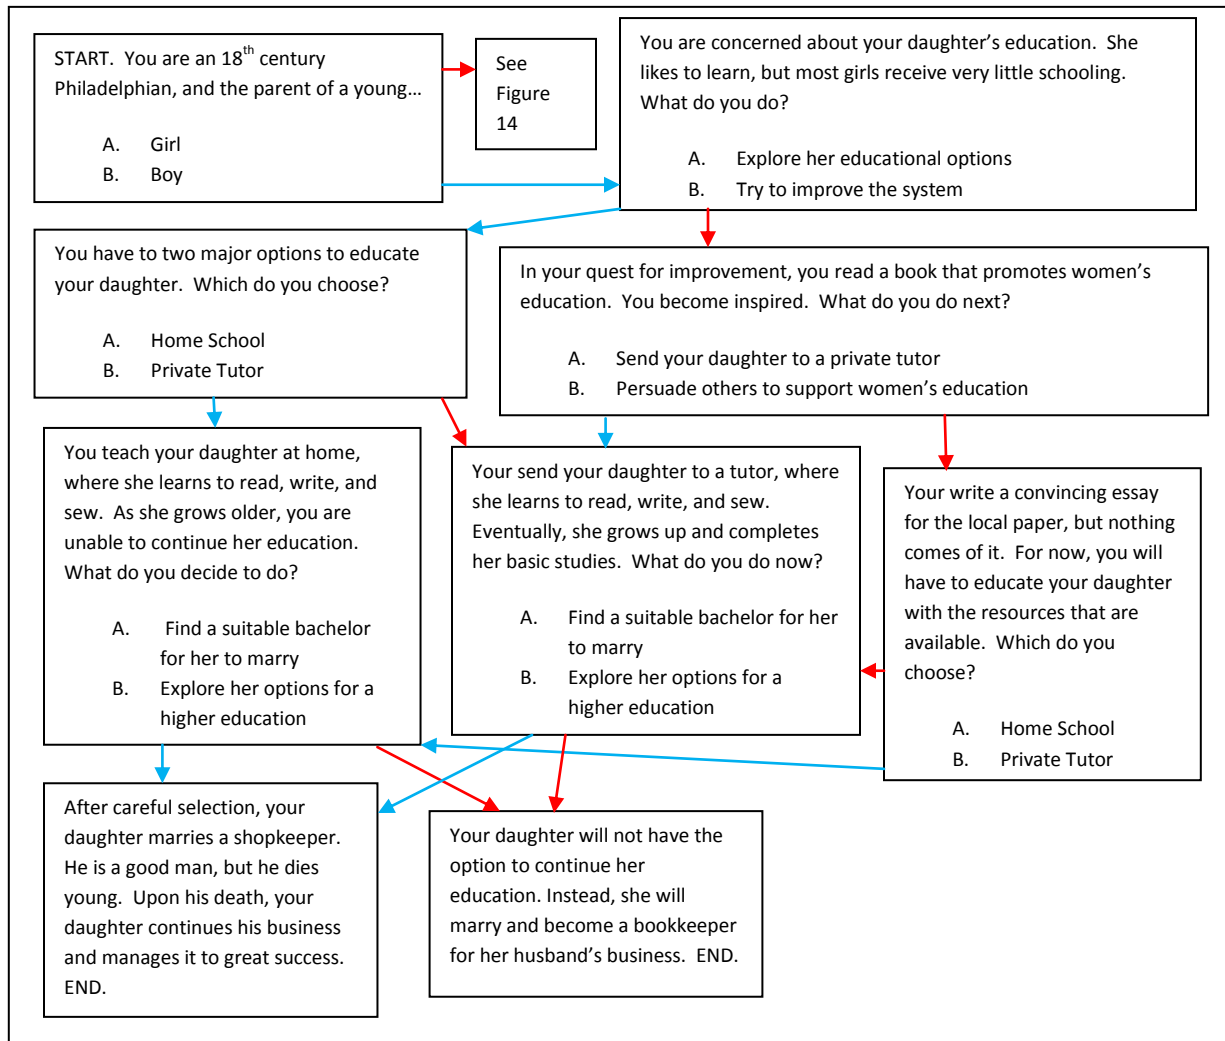 START.  You are an 18th century
Philadelphian, and the parent of a young…
A. Girl
B. Boy
See
Figure
14
You are concerned about your daughter’s education.  She
likes to learn, but most girls receive very little schooling.
What do you do?
A. Explore her educational options
B. Try to improve the system
You have to two major options to educate
your daughter.  Which do you choose?
A. Home School
B. Private Tutor
In your quest for improvement, you read a book that promotes women’s
education.  You become inspired.  What do you do next?
A. Send your daughter to a private tutor
B. Persuade others to support women’s education
You teach your daughter at home,
where she learns to read, write, and
sew.  As she grows older, you are
unable to continue her education.
What do you decide to do?
A. Find a suitable bachelor
for her to marry
B. Explore her options for a
higher education
Your send your daughter to a tutor, where
she learns to read, write, and sew.
Eventually, she grows up and completes
her basic studies.  What do you do now?
A. Find a suitable bachelor for her
to marry
B. Explore her options for a
higher education
Your write a convincing essay
for the local paper, but nothing
comes of it.  For now, you will
have to educate your daughter
with the resources that are
available.  Which do you
choose?
A. Home School
B. Private Tutor
After careful selection, your
daughter marries a shopkeeper.
He is a good man, but he dies
young.  Upon his death, your
daughter continues his business
and manages it to great success.
END.
Your daughter will not have the
option to continue her
education. Instead, she will
marry and become a bookkeeper
for her husband’s business.  END.